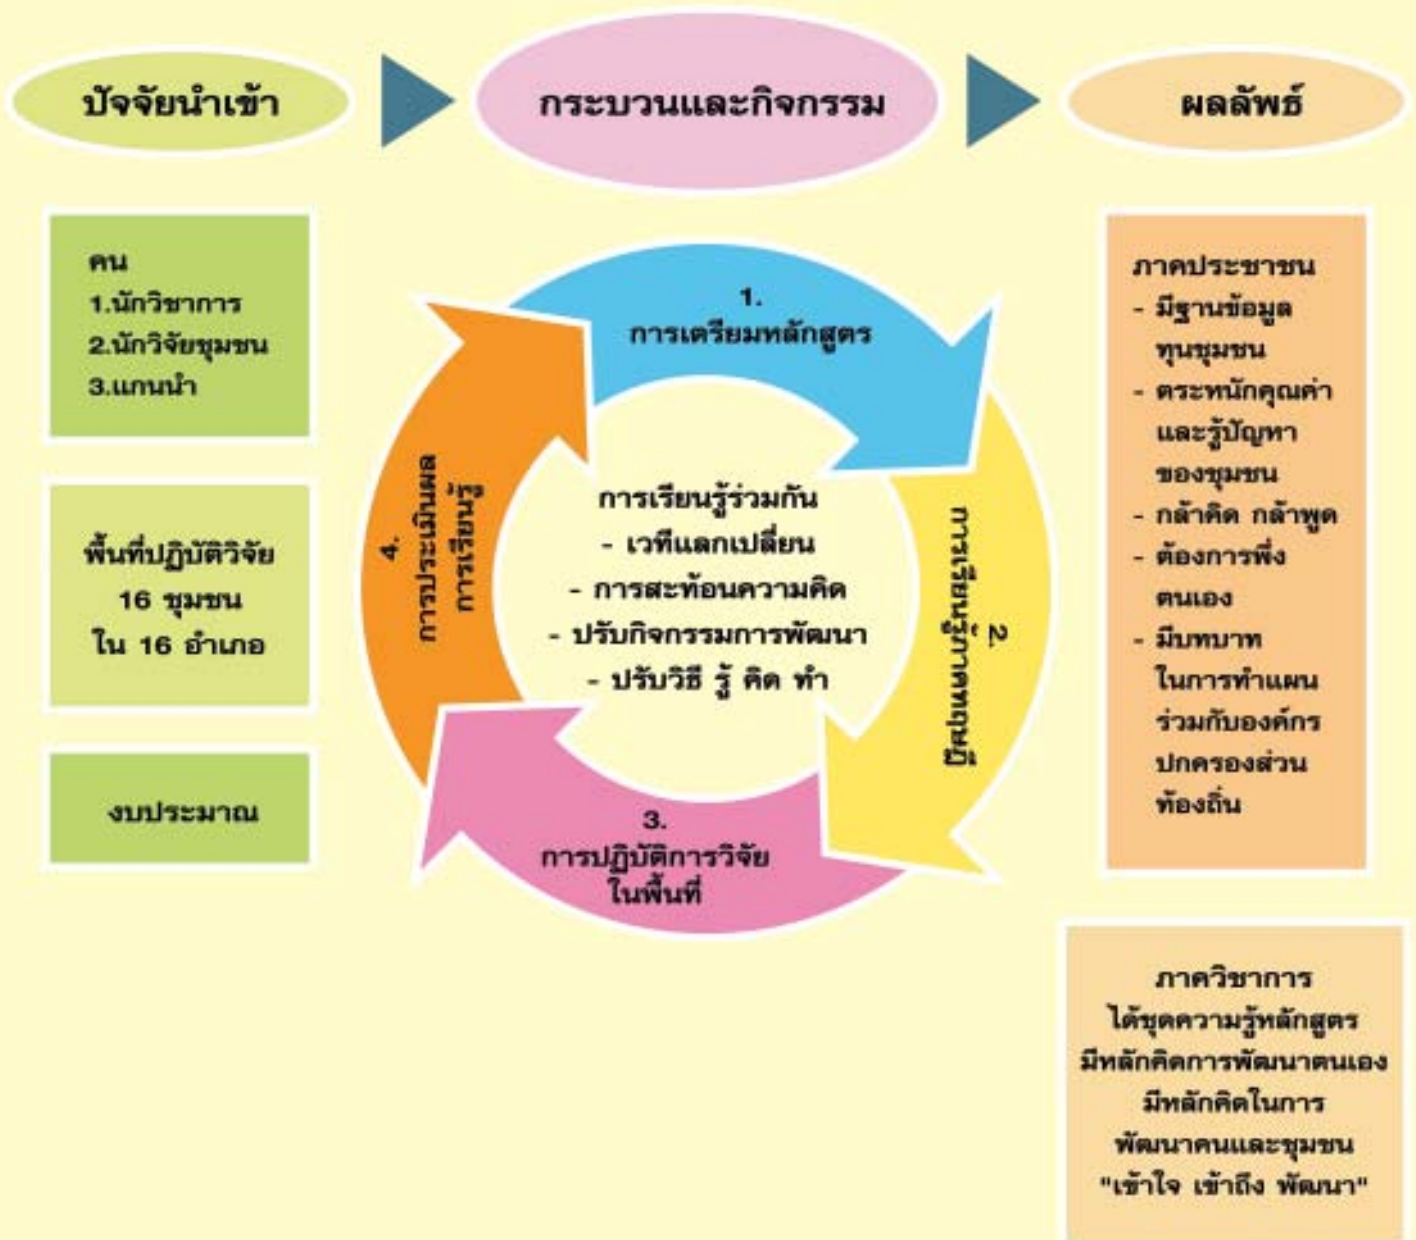 ปัจจัยนำเข้า
กระบวนและกิจกรรม
ผลลัพธ์
คน
1.นักวิชาการ
2.นักวิจัยชุมชน
3.แกนนำ
พื้นที่ปฏิบัติวิจัย
16 ชุมชน
ใน 16 อำเภอ
งบประมาณ
1.
การเตรียมหลักสูตร
2.
การเรียนรู้ภาคทฤษฎี
3.
การปฏิบัติการวิจัย
ในพื้นที่
4.
การประเมินผล
การเรียนรู้
การเรียนรู้ร่วมกัน
- เวทีแลกเปลี่ยน
- การสะท้อนความคิด
- ปรับกิจกรรมการพัฒนา
- ปรับวิธี รู้ คิด ทำ
ภาคประชาชน
- มีฐานข้อมูล
ทุนชุมชน
- ตระหนักคุณค่า
และรู้ปัญหา
ของชุมชน
- กล้าคิด กล้าพูด
- ต้องการพึ่ง
ตนเอง
- มีบทบาท
ในการทำแผน
ร่วมกับองค์กร
ปกครองส่วน
ท้องถิ่น
ภาควิชาการ
ได้ชุดความรู้หลักสูตร
มีหลักคิดการพัฒนาตนเอง
มีหลักคิดในการ
พัฒนาคนและชุมชน
"เข้าใจ เข้าถึง พัฒนา"